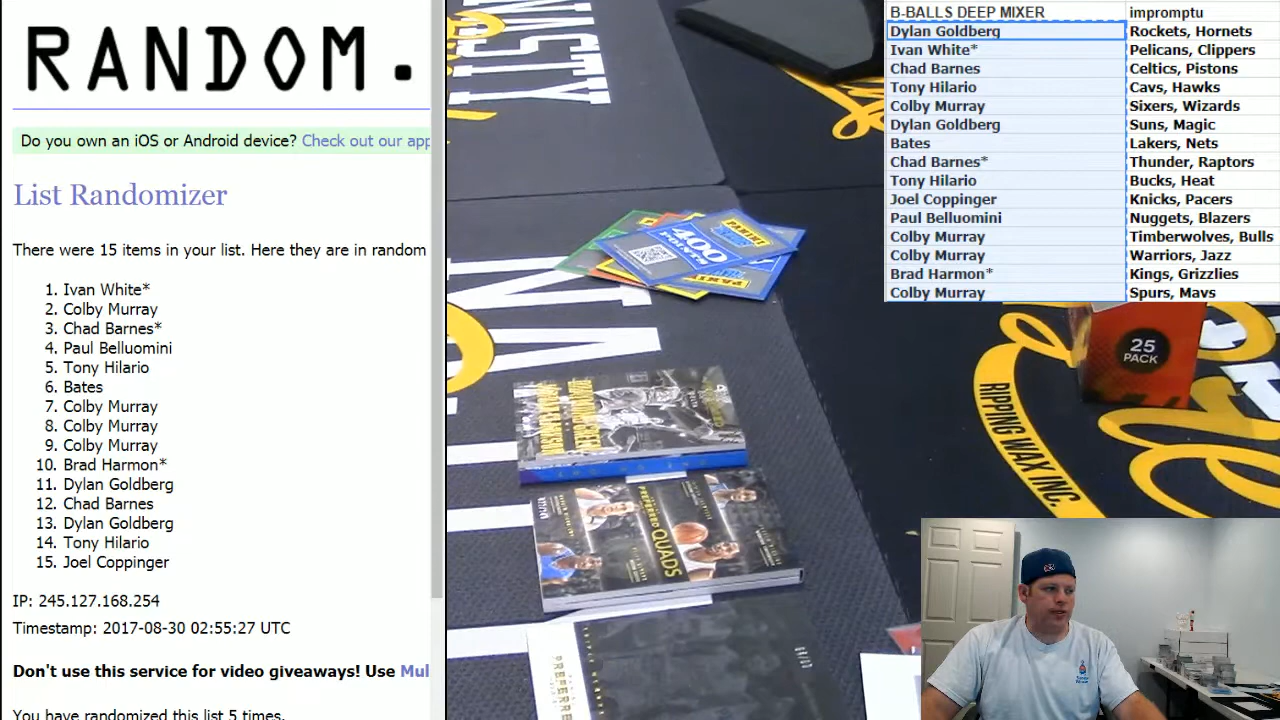 RANDOM.
Do you own an iOS or Android device? Check out our app
List Randomizer
There were 15 items in your list. Here they are in random
1. Ivan White*
2. Colby Murray
3. Chad Barnes*
4. Paul Belluomini
5. Tony Hilario
6. Bates
7. Colby Murray
8. Colby Murray
9. Colby Murray
10. Brad Harmon*
11. Dylan Goldberg
12. Chad Barnes
13. Dylan Goldberg
14. Tony Hilario
15. Joel Coppinger
IP: 245.127.168.254
Timestamp: 2017-08-30 02:55:27 UTC
Don't use this service for video giveaways! Use Mul
You have randomized this list 5 times.
B-BALLS DEEP MIXER impromptu
Dylan Goldberg Rockets, Hornets
Ivan White* Pelicans, Clippers
Chad Barnes Celtics, Pistons
Tony Hilario Cavs, Hawks
Colby Murray Sixers, Wizards
Dylan Goldberg Suns, Magic
Bates Lakers, Nets
Chad Barnes* Thunder, Raptors
Tony Hilario Bucks, Heat
Joel Coppinger Knicks, Pacers
Paul Belluomini Nuggets, Blazers
Colby Murray Timberwolves, Bulls
Colby Murray Warriors, Jazz
Brad Harmon* Kings, Grizzlies
Colby Murray Spurs, Mavs
NASTY
PANINI
400
POINTS
25
PACK
RIPPING WAX INC.
PREFERRED
QUADS